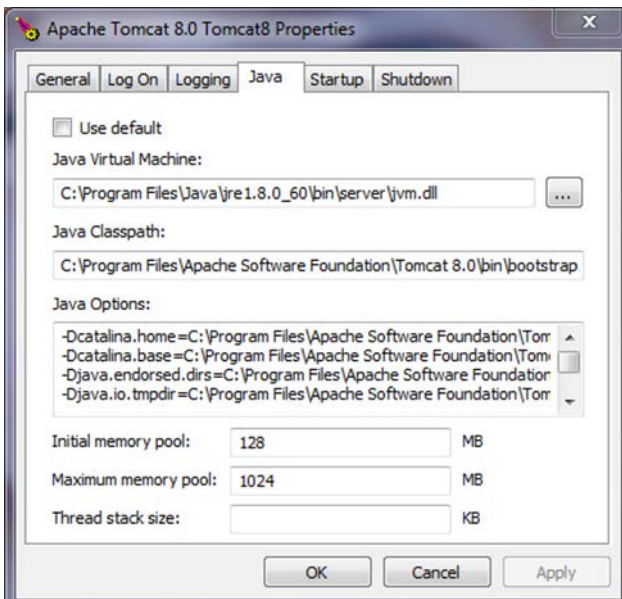 Apache Tomcat 8.0 Tomcat8 Properties
x
General Log On Logging Java Startup Shutdown
Use default
Java Virtual Machine:
C:\Program Files\Java\jre1.8.0_60\bin\server\jvm.dll ...
Java Classpath:
C:\Program Files\Apache Software Foundation\Tomcat 8.0\bin\bootstrap
Java Options:
-Dcatalina.home=C:\Program Files\Apache Software Foundation\Tom
-Dcatalina.base=C:\Program Files\Apache Software Foundation\Tom
-Djava.endorsed.dirs=C:\Program Files\Apache Software Foundation
-Djava.io.tmpdir=C:\Program Files\Apache Software Foundation\Tom
Initial memory pool: 128 MB
Maximum memory pool: 1024 MB
Thread stack size: KB
OK Cancel Apply